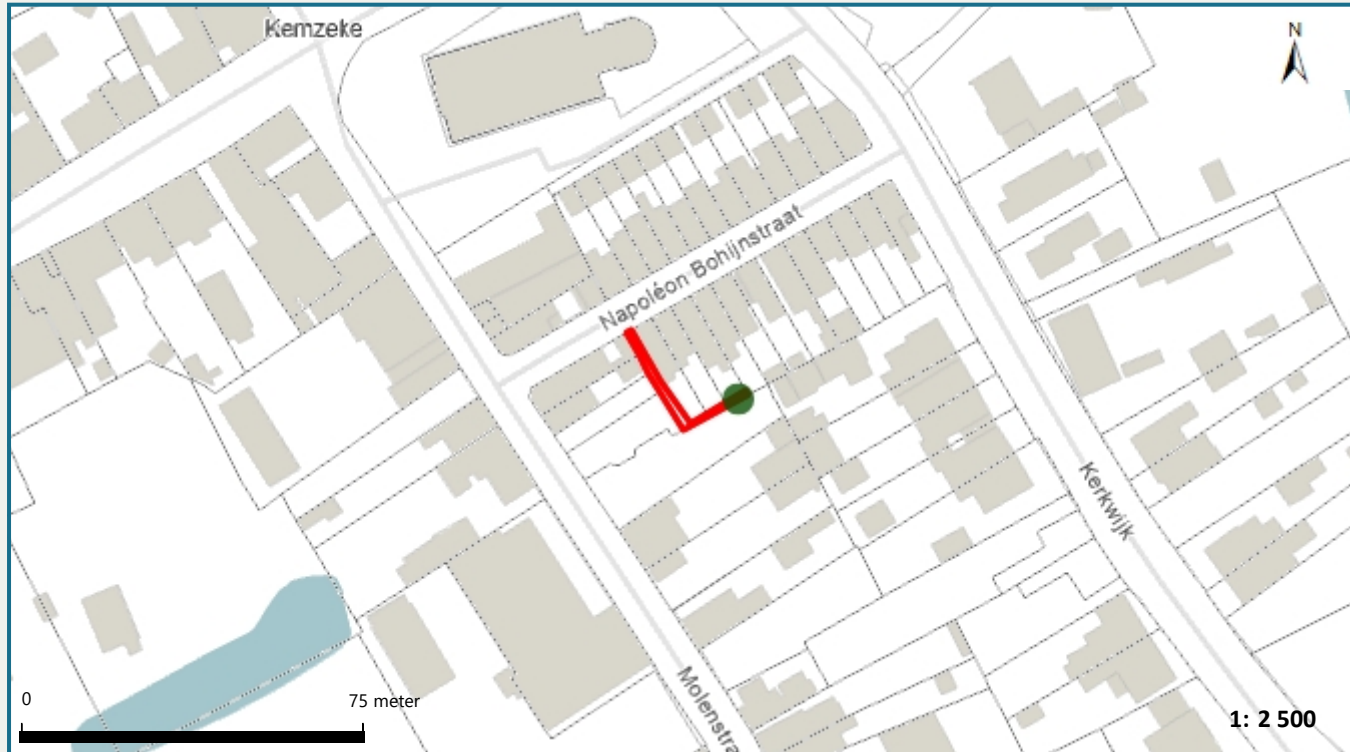 Kemzeke
N
Napoléon Bohijnstraat
Kerkwijk
Molenstra
0
75 meter
1: 2 500